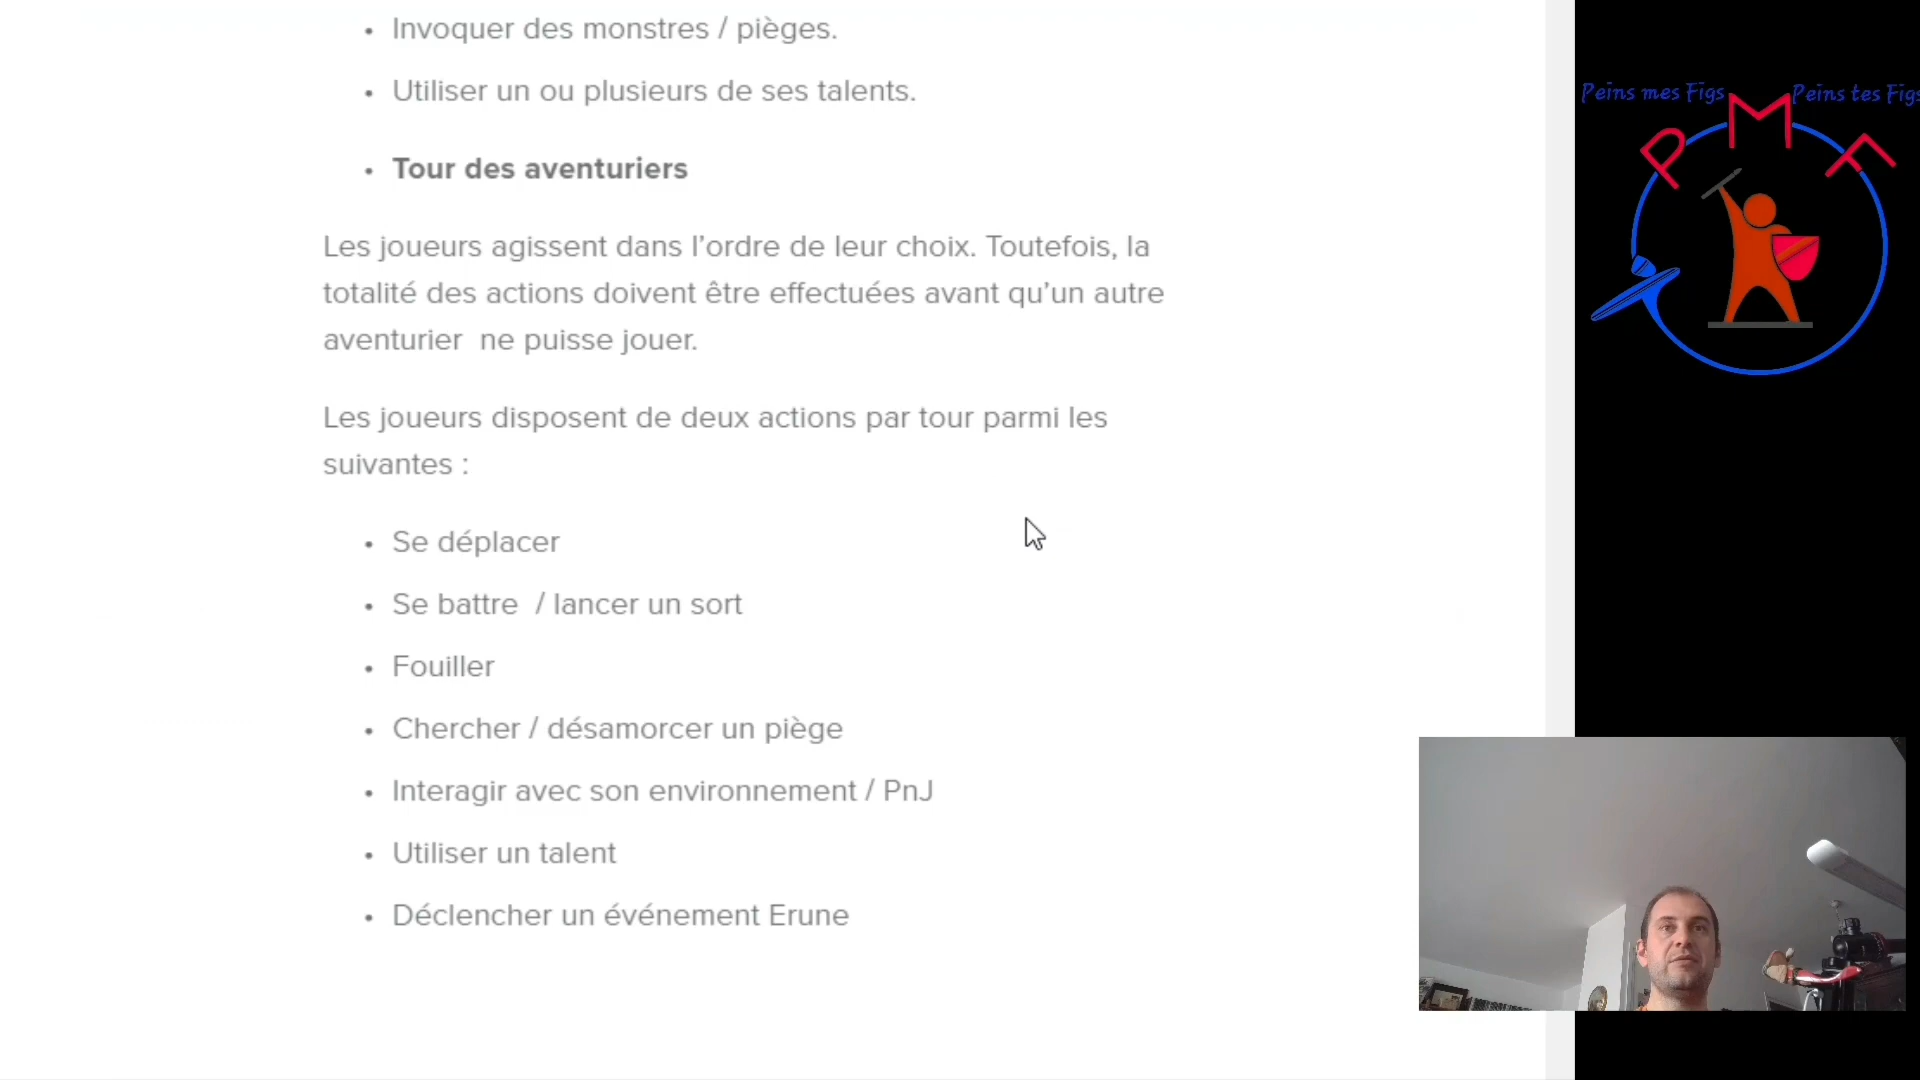 Invoquer des monstres / pièges.
Utiliser un ou plusieurs de ses talents.
Tour des aventuriers
Les joueurs agissent dans l’ordre de leur choix. Toutefois, la
totalité des actions doivent être effectuées avant qu’un autre
aventurier  ne puisse jouer.
Les joueurs disposent de deux actions par tour parmi les
suivantes :
Se déplacer
Se battre  / lancer un sort
Fouiller
Chercher / désamorcer un piège
Interagir avec son environnement / PnJ
Utiliser un talent
Déclencher un événement Erune
Peins mes Figs
Peins tes Figs
PMF